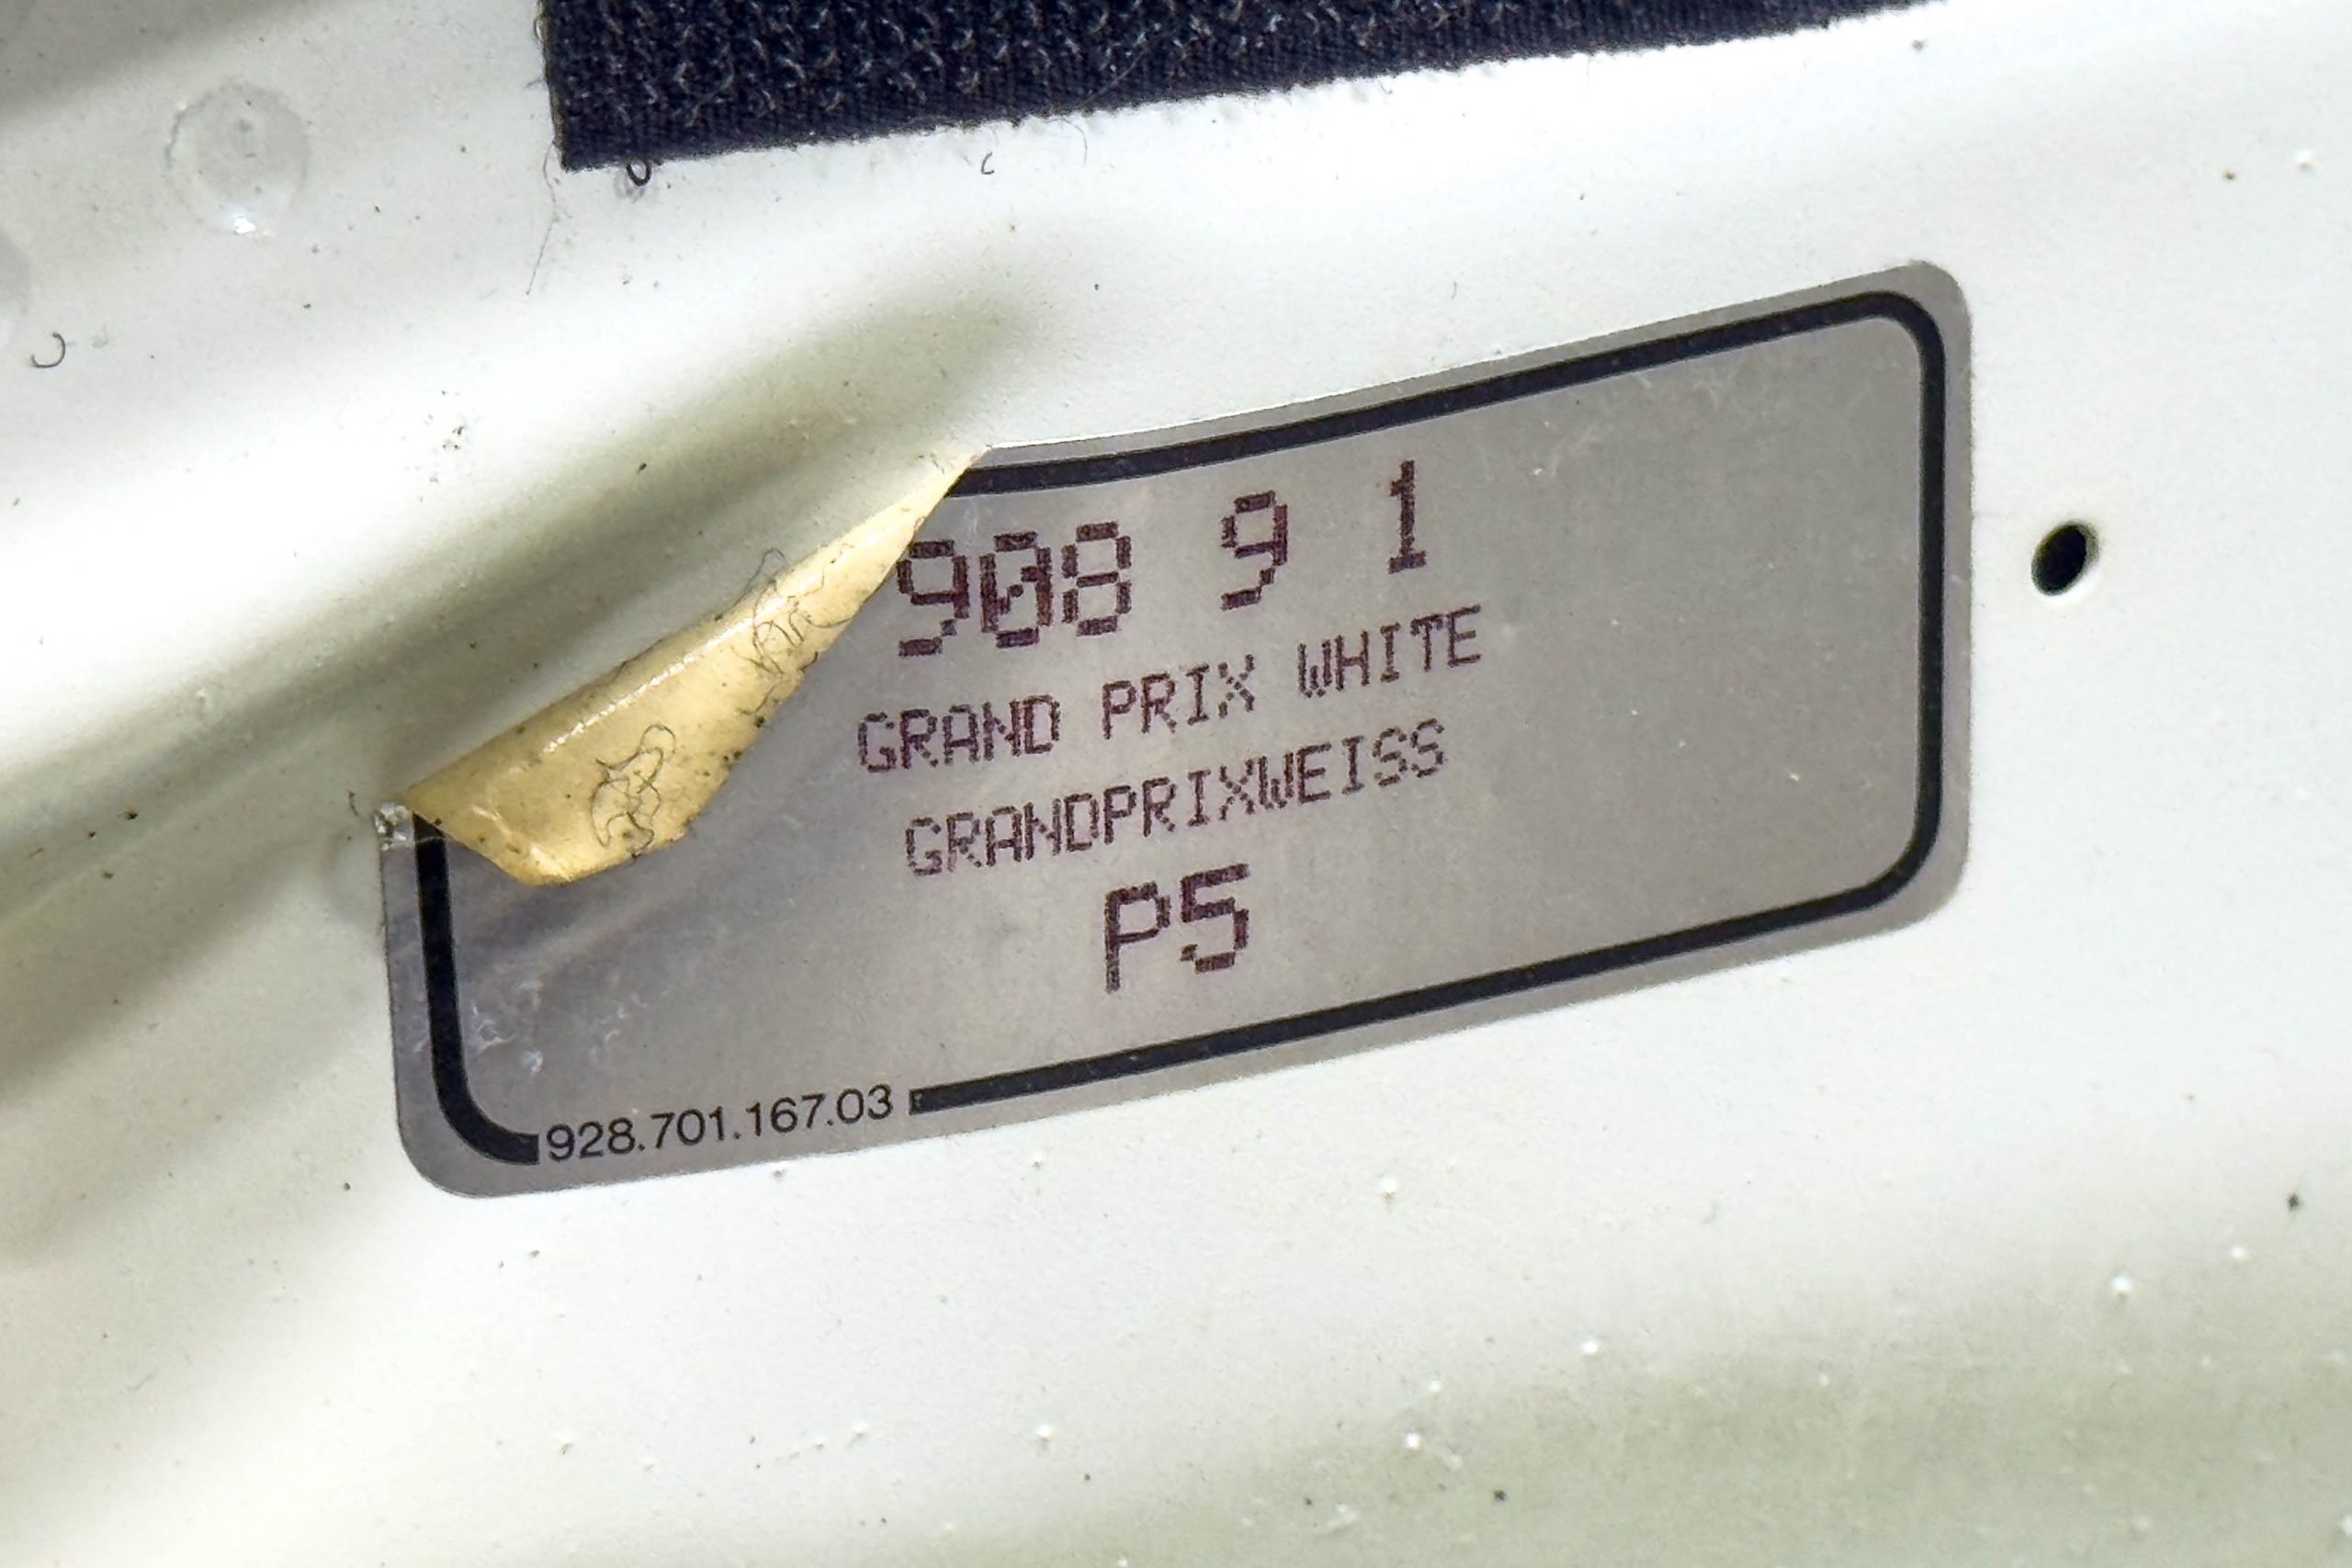 908 9 1
GRAND PRIX WHITE
GRANDPRIXWEISS
P5
928.701.167.03